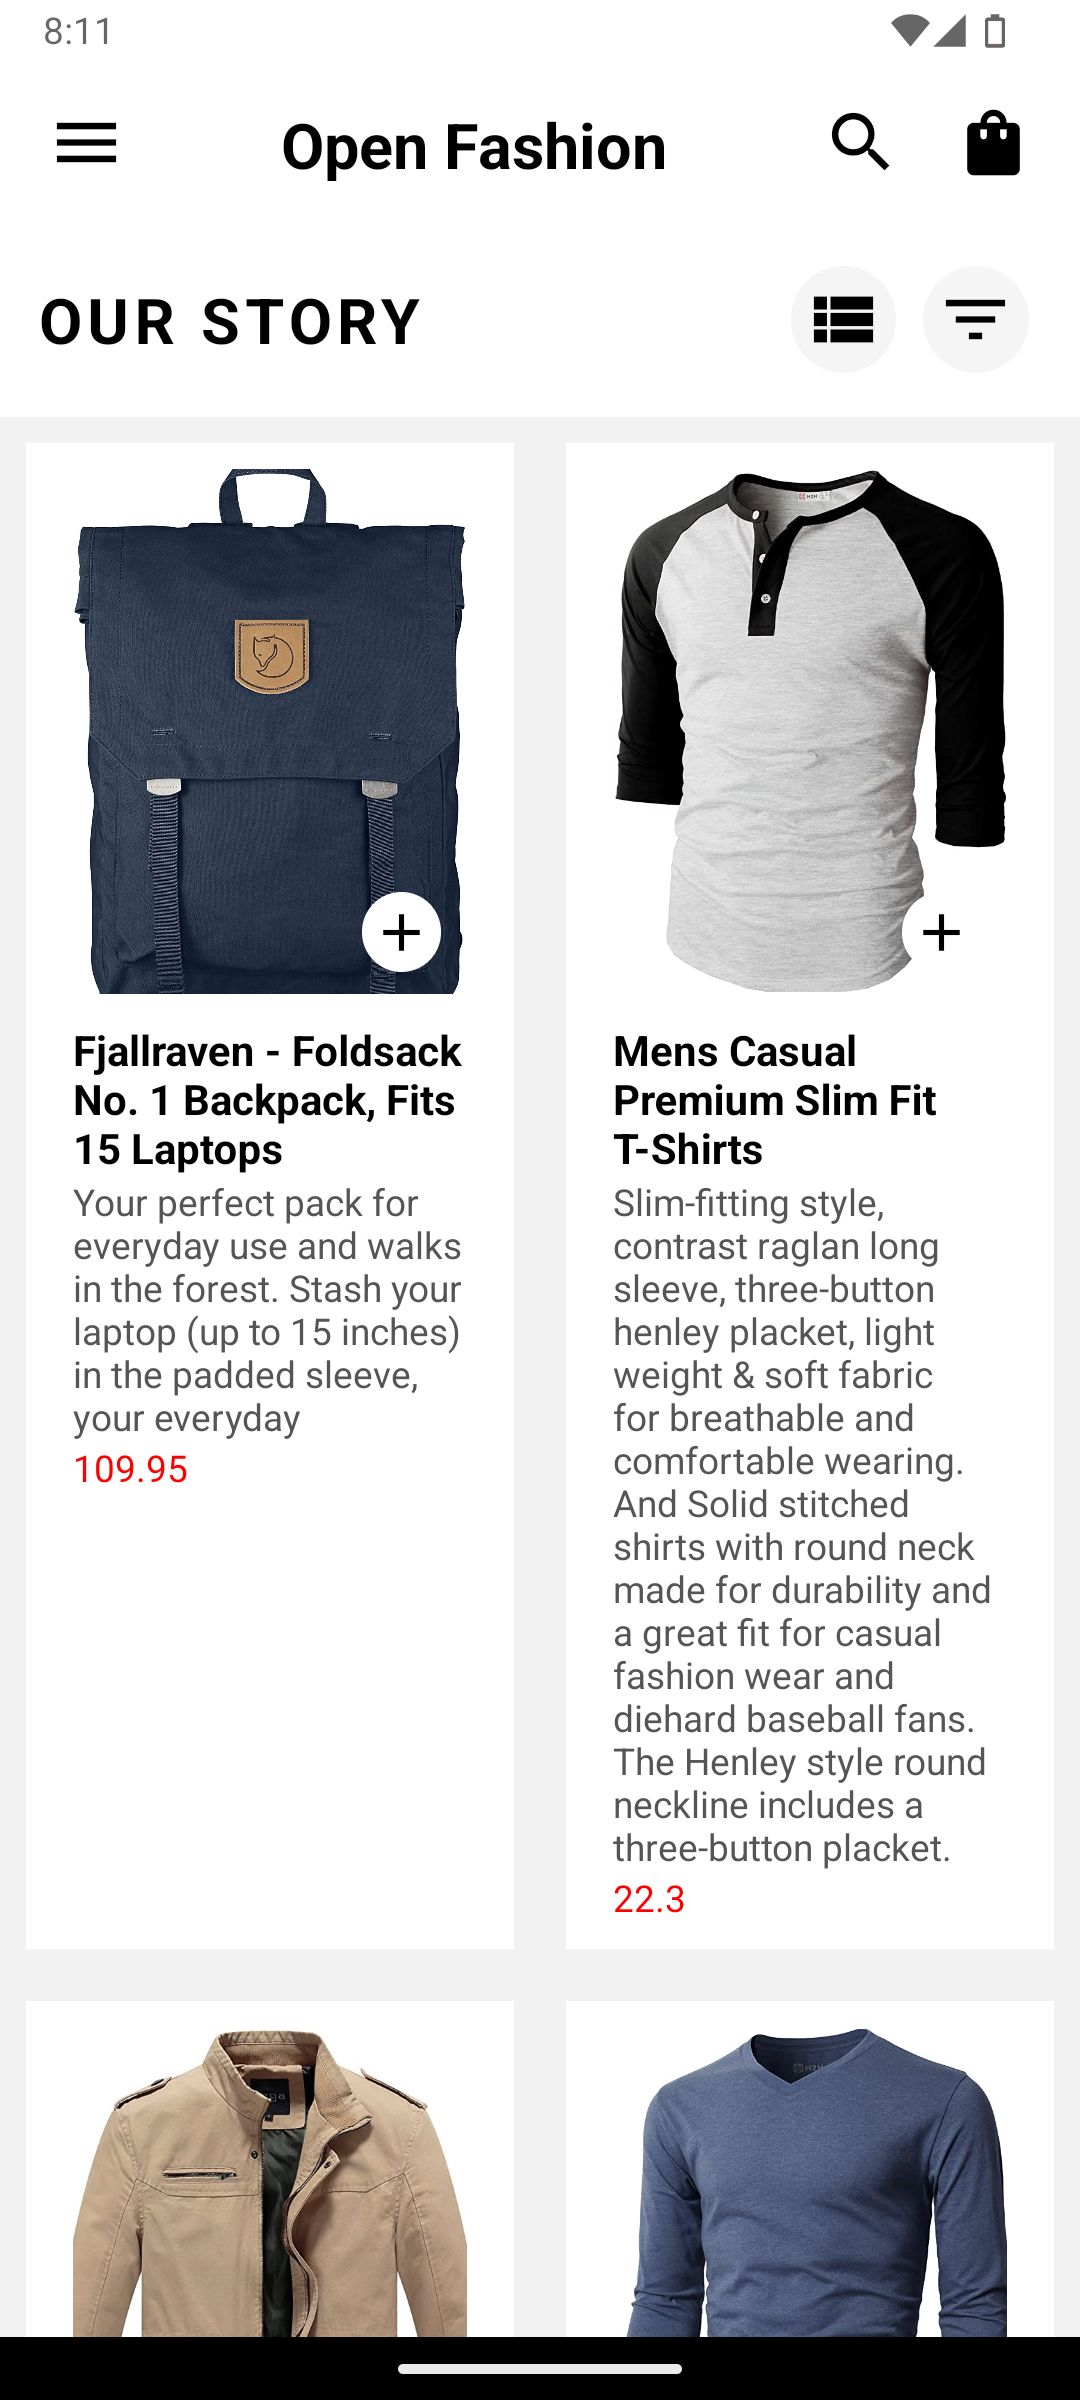 8:11
Open Fashion
OUR STORY
Fjallraven - Foldsack
No. 1 Backpack, Fits
15 Laptops
Your perfect pack for
everyday use and walks
in the forest. Stash your
laptop (up to 15 inches)
in the padded sleeve,
your everyday
109.95
H2H
Mens Casual
Premium Slim Fit
T-Shirts
Slim-fitting style,
contrast raglan long
sleeve, three-button
henley placket, light
weight & soft fabric
for breathable and
comfortable wearing.
And Solid stitched
shirts with round neck
made for durability and
a great fit for casual
fashion wear and
diehard baseball fans.
The Henley style round
neckline includes a
three-button placket.
22.3
H2H